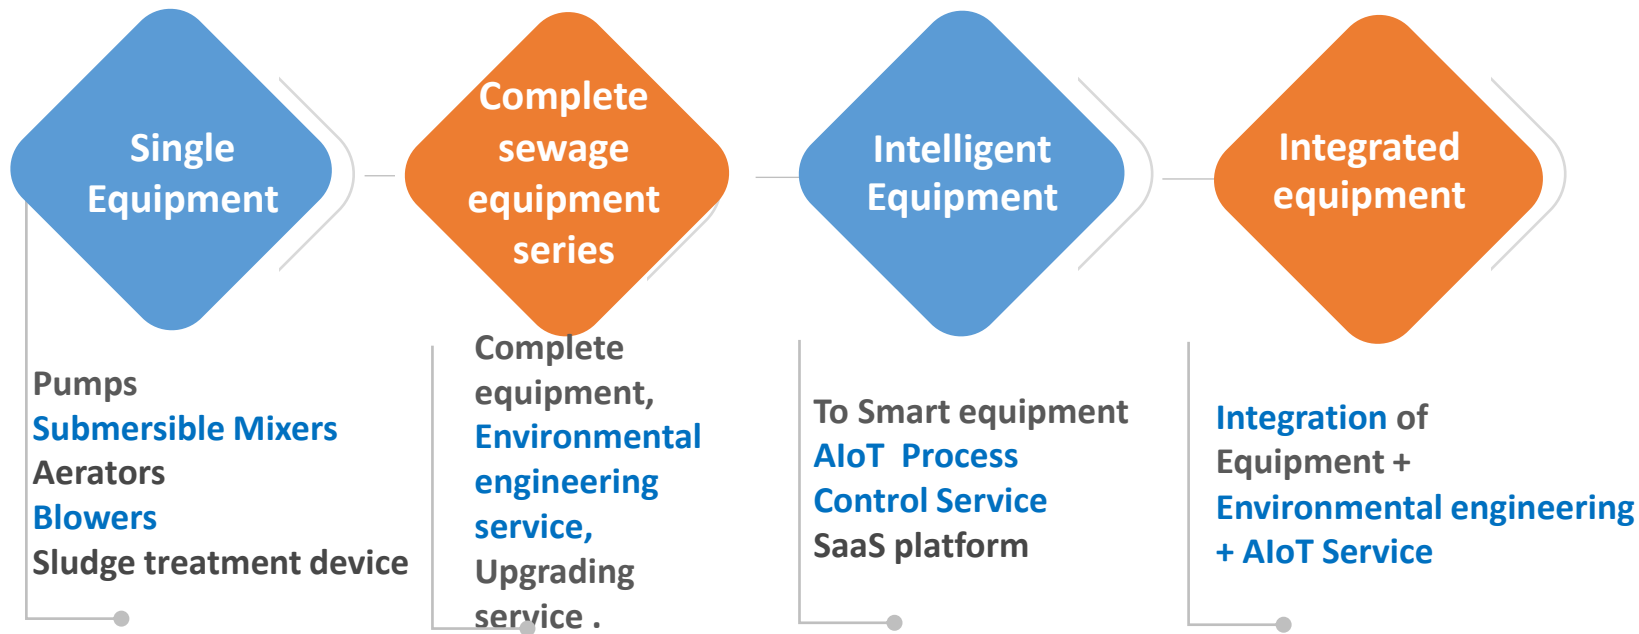 Single
Equipment
Complete
sewage
equipment
series
Intelligent
Equipment
Integrated
equipment
Pumps
Submersible Mixers
Aerators
Blowers
Sludge treatment device
Complete
equipment,
Environmental
engineering
service,
Upgrading
service .
To Smart equipment
AIoT Process
Control Service
SaaS platform
Integration of
Equipment +
Environmental engineering
+ AIoT Service